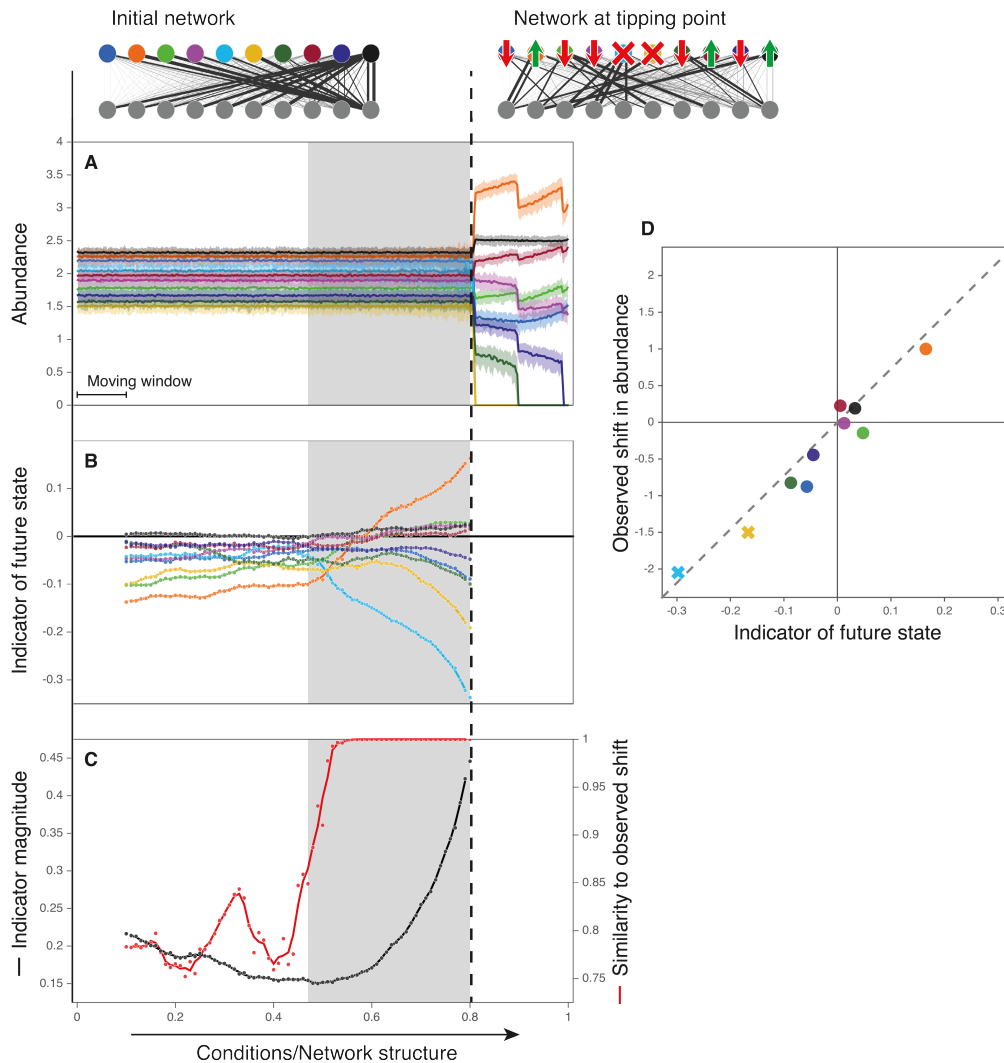 Initial network
Network at tipping point
A
4
3.5
3
2.5
2
1.5
1
0.5
0
Abundance
Moving window
B
0.1
0
-0.1
-0.2
-0.3
Indicator of future state
C
0.45
0.4
0.35
0.3
0.25
0.2
0.15
— Indicator magnitude
1
0.95
0.9
0.85
0.8
0.75
— Similarity to observed shift
0 0.2 0.4 0.6 0.8 1
Conditions/Network structure
D
2
1.5
1
0.5
0
-0.5
-1
-1.5
-2
Observed shift in abundance
-0.3 -0.2 -0.1 0 0.1 0.2 0.3
Indicator of future state